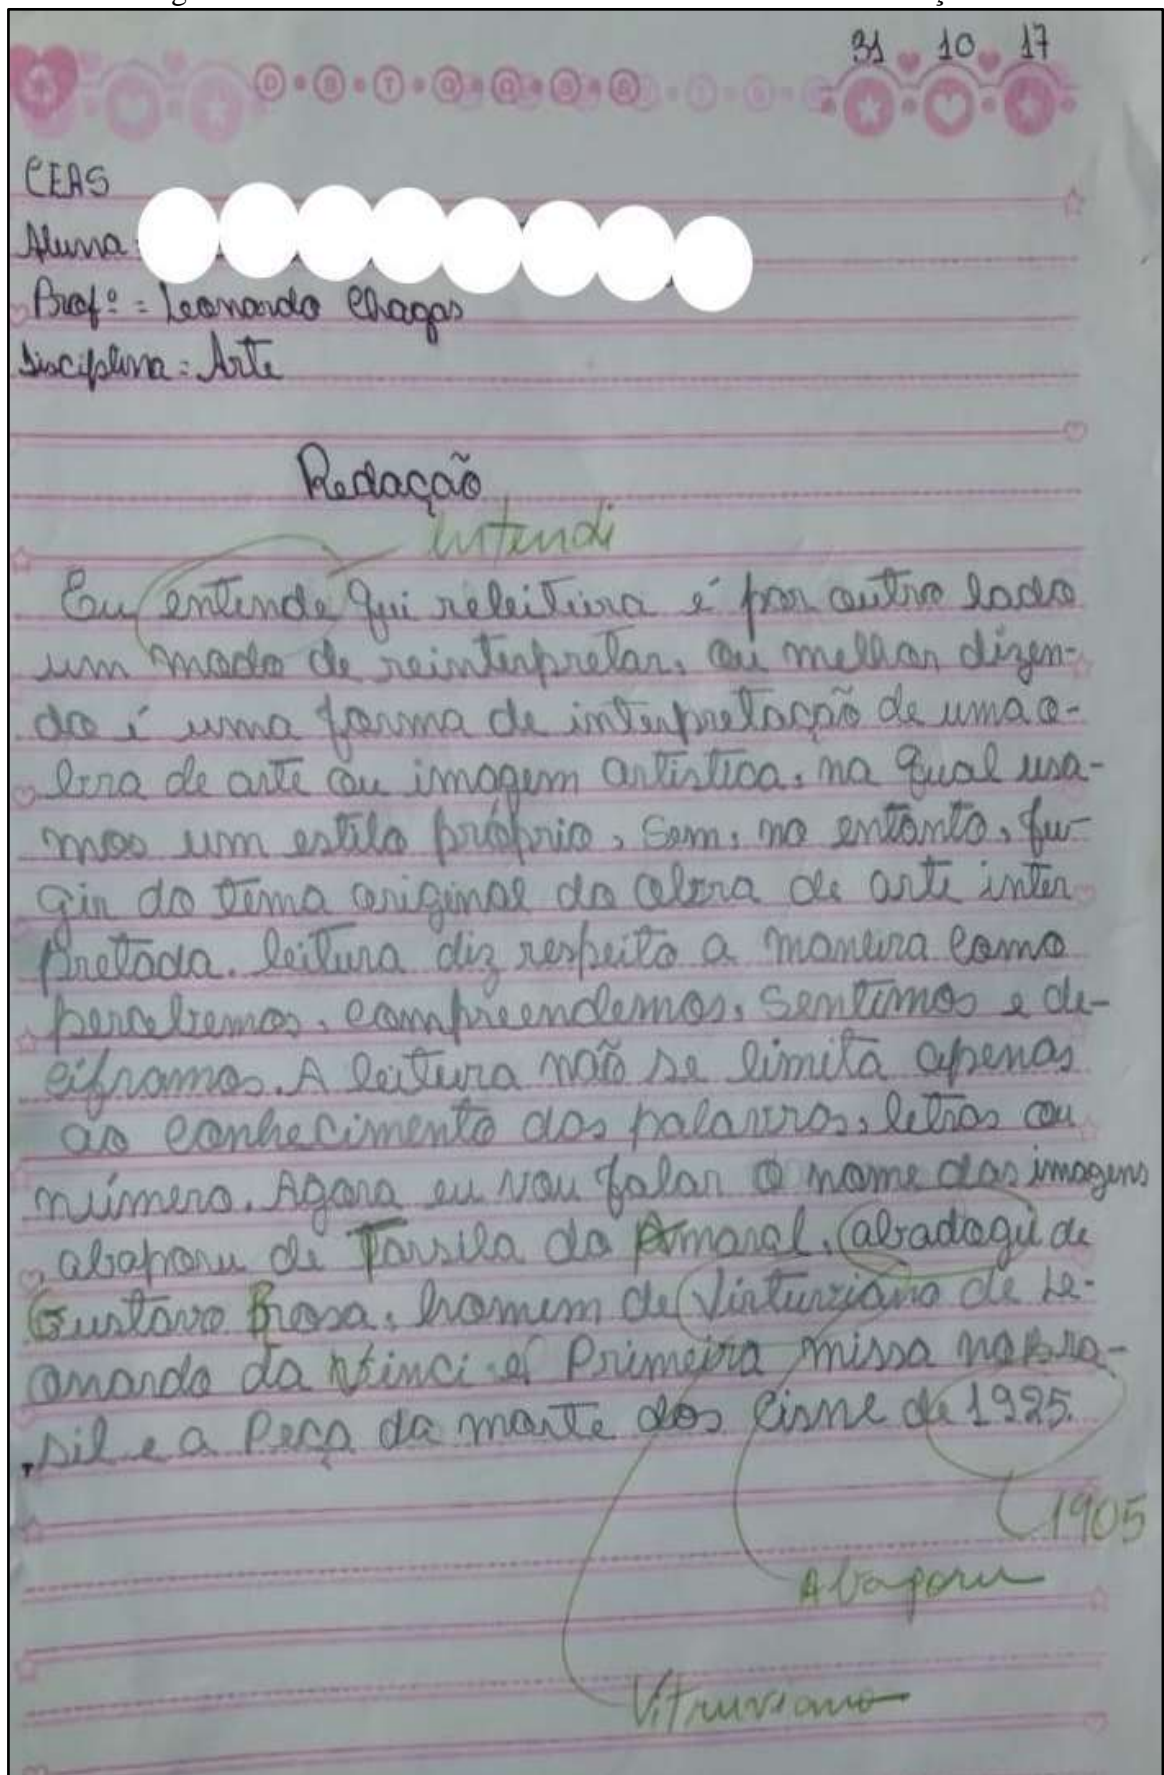 31 10 17
D S T Q Q S S
CEAS
Aluna:
Profº = Leonardo Chagas
Disciplina = Arte
Redação
entendi
Eu entende qui releitura é por outro lado
um modo de reinterpretar, ou melhor dizen-
do é uma forma de interpretação de uma o-
bra de arte ou imagem artistica, na qual usa-
mos um estilo próprio, sem, no entanto, fu-
gir do tema original da obra de arte inter
pretada. leitura diz respeito a maneira como
percebemos, compreendemos, sentimos e de-
ciframos. A leitura não se limita apenas
ao conhecimento das palavras, letras ou
número. Agora eu vou falar o nome das imagens
abaporu de Tarsila do Amaral, abadogui de
Gustavo Rosa, homem de Virturziano de Le-
onardo da Vinci e Primeira missa no Bra-
sil e a Peça da morte dos cisne de 1925.
1905
Abaporu
Vitruviano